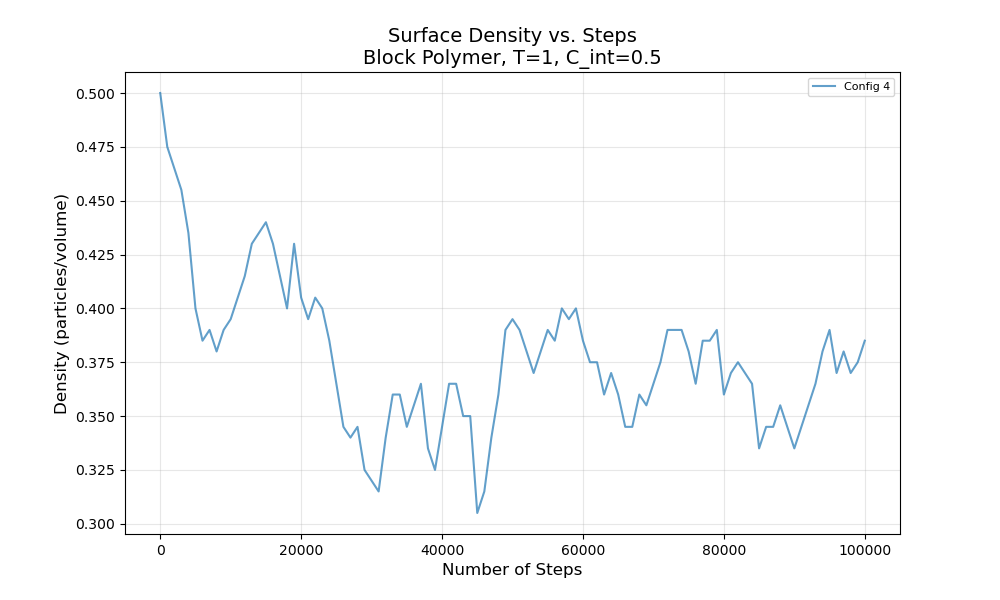 Surface Density vs. Steps
Block Polymer, T=1, C_int=0.5
Config 4
Density (particles/volume)
0.500
0.475
0.450
0.425
0.400
0.375
0.350
0.325
0.300
0 20000 40000 60000 80000 100000
Number of Steps